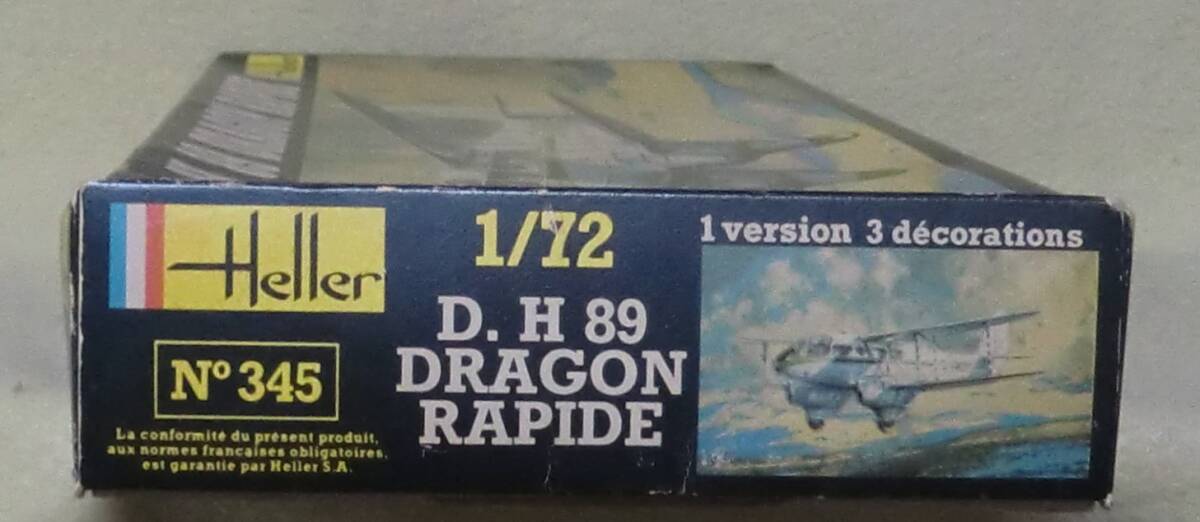 Heller
N° 345
La conformité du présent produit,
aux normes françaises obligatoires,
est garantie par Heller S.A.
1/72
D. H 89
DRAGON
RAPIDE
1 version 3 décorations